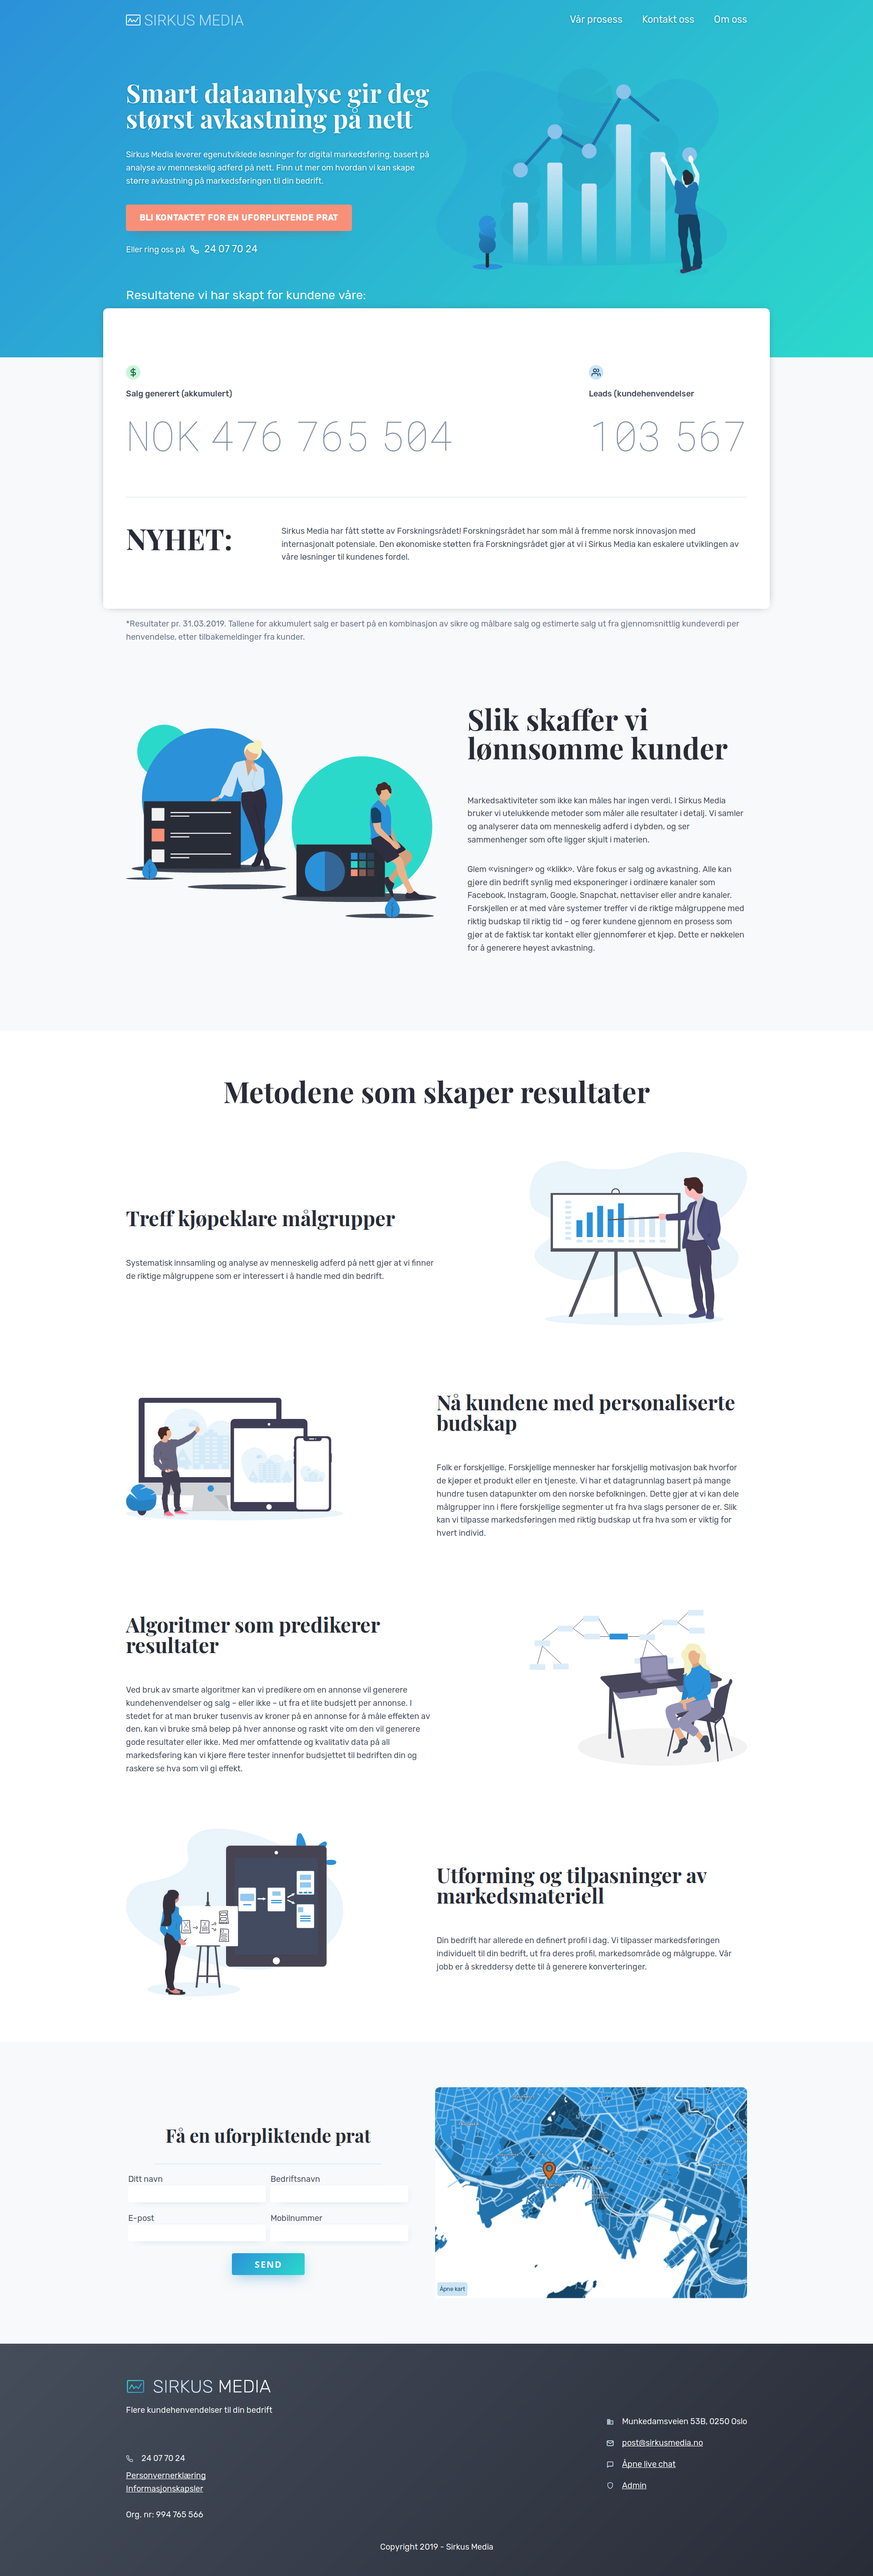 SIRKUS MEDIA
Vår prosess Kontakt oss Om oss
Smart dataanalyse gir deg
størst avkastning på nett
Sirkus Media leverer egenutviklede løsninger for digital markedsføring, basert på
analyse av menneskelig adferd på nett. Finn ut mer om hvordan vi kan skape
større avkastning på markedsføringen til din bedrift.
BLI KONTAKTET FOR EN UFORPLIKTENDE PRAT
Eller ring oss på 24 07 70 24
Resultatene vi har skapt for kundene våre:
Salg generert (akkumulert)
NOK 476 765 504
Leads (kundehenvendelser
103 567
NYHET:
Sirkus Media har fått støtte av Forskningsrådet! Forskningsrådet har som mål å fremme norsk innovasjon med
internasjonalt potensiale. Den økonomiske støtten fra Forskningsrådet gjør at vi i Sirkus Media kan eskalere utviklingen av
våre løsninger til kundenes fordel.
*Resultater pr. 31.03.2019. Tallene for akkumulert salg er basert på en kombinasjon av sikre og målbare salg og estimerte salg ut fra gjennomsnittlig kundeverdi per
henvendelse, etter tilbakemeldinger fra kunder.
Slik skaffer vi
lønnsomme kunder
Markedsaktiviteter som ikke kan måles har ingen verdi. I Sirkus Media
bruker vi utelukkende metoder som måler alle resultater i detalj. Vi samler
og analyserer data om menneskelig adferd i dybden, og ser
sammenhenger som ofte ligger skjult i materien.
Glem «visninger» og «klikk». Våre fokus er salg og avkastning. Alle kan
gjøre din bedrift synlig med eksponeringer i ordinære kanaler som
Facebook, Instagram, Google, Snapchat, nettaviser eller andre kanaler.
Forskjellen er at med våre systemer treffer vi de riktige målgruppene med
riktig budskap til riktig tid – og fører kundene gjennom en prosess som
gjør at de faktisk tar kontakt eller gjennomfører et kjøp. Dette er nøkkelen
for å generere høyest avkastning.
Metodene som skaper resultater
Treff kjøpeklare målgrupper
Systematisk innsamling og analyse av menneskelig adferd på nett gjør at vi finner
de riktige målgruppene som er interessert i å handle med din bedrift.
Nå kundene med personaliserte
budskap
Folk er forskjellige. Forskjellige mennesker har forskjellig motivasjon bak hvorfor
de kjøper et produkt eller en tjeneste. Vi har et datagrunnlag basert på mange
hundre tusen datapunkter om den norske befolkningen. Dette gjør at vi kan dele
målgrupper inn i flere forskjellige segmenter ut fra hva slags personer de er. Slik
kan vi tilpasse markedsføringen med riktig budskap ut fra hva som er viktig for
hvert individ.
Algoritmer som predikerer
resultater
Ved bruk av smarte algoritmer kan vi predikere om en annonse vil generere
kundehenvendelser og salg – eller ikke – ut fra et lite budsjett per annonse. I
stedet for at man bruker tusenvis av kroner på en annonse for å måle effekten av
den, kan vi bruke små beløp på hver annonse og raskt vite om den vil generere
gode resultater eller ikke. Med mer omfattende og kvalitativ data på all
markedsføring kan vi kjøre flere tester innenfor budsjettet til bedriften din og
raskere se hva som vil gi effekt.
Utforming og tilpasninger av
markedsmateriell
Din bedrift har allerede en definert profil i dag. Vi tilpasser markedsføringen
individuelt til din bedrift, ut fra deres profil, markedsområde og målgruppe. Vår
jobb er å skreddersy dette til å generere konverteringer.
Få en uforpliktende prat
Ditt navn Bedriftsnavn
E-post Mobilnummer
SEND
Åpne kart
SIRKUS MEDIA
Flere kundehenvendelser til din bedrift
24 07 70 24
Personvernerklæring
Informasjonskapsler
Org. nr: 994 765 566
Munkedamsveien 53B, 0250 Oslo
post@sirkusmedia.no
Åpne live chat
Admin
Copyright 2019 - Sirkus Media